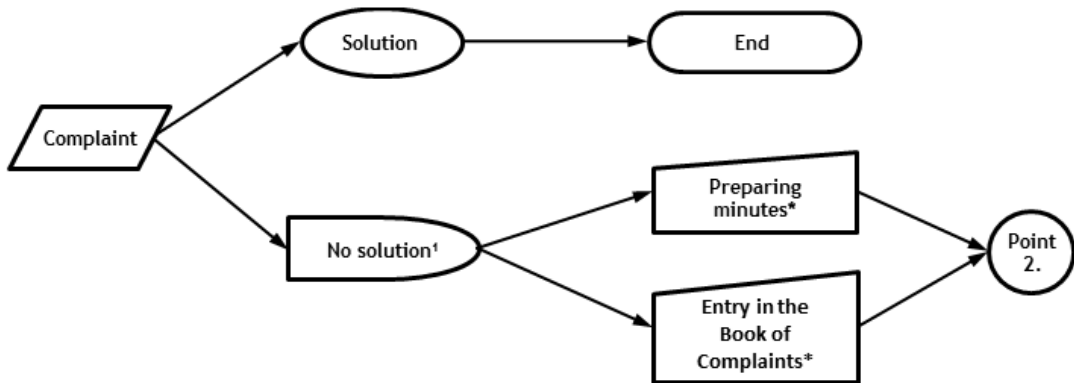 Solution
End
Complaint
Preparing
minutes*
No solution¹
Point
2.
Entry in the
Book of
Complaints*